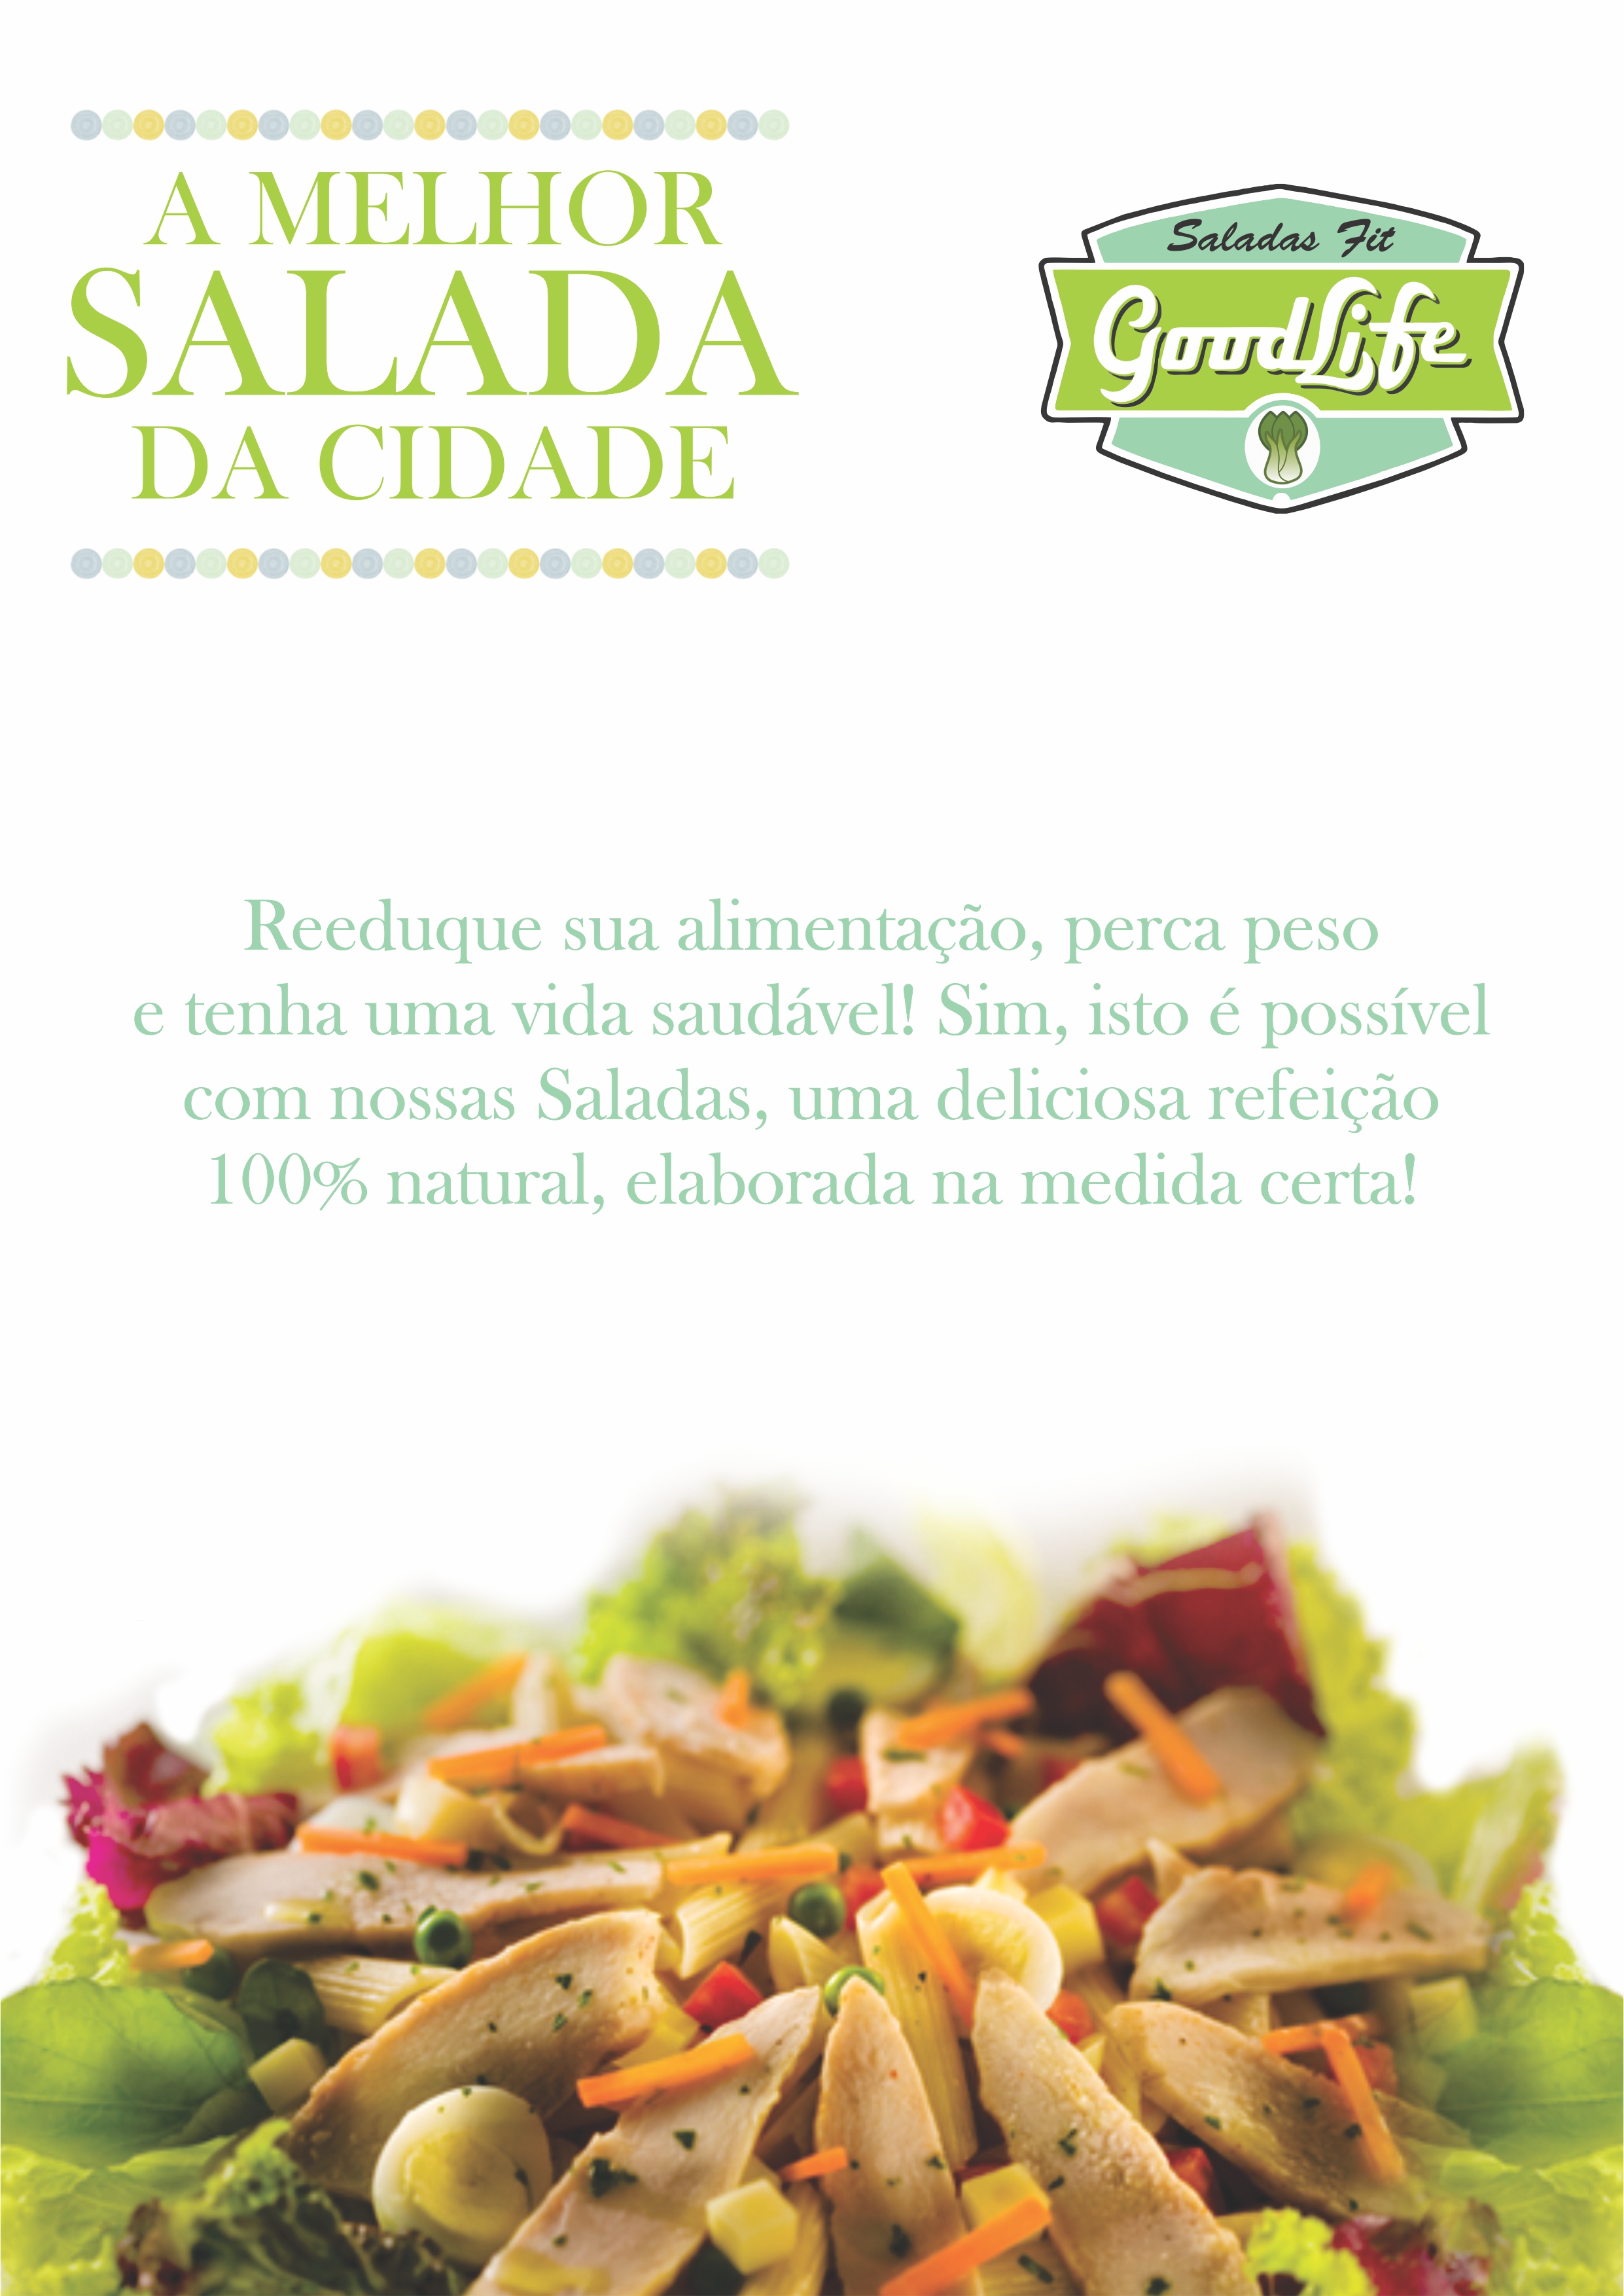 A MELHOR
SALADA
DA CIDADE
Saladas Fit
GoodLife
Reeduque sua alimentação, perca peso
e tenha uma vida saudável! Sim, isto é possível
com nossas Saladas, uma deliciosa refeição
100% natural, elaborada na medida certa!